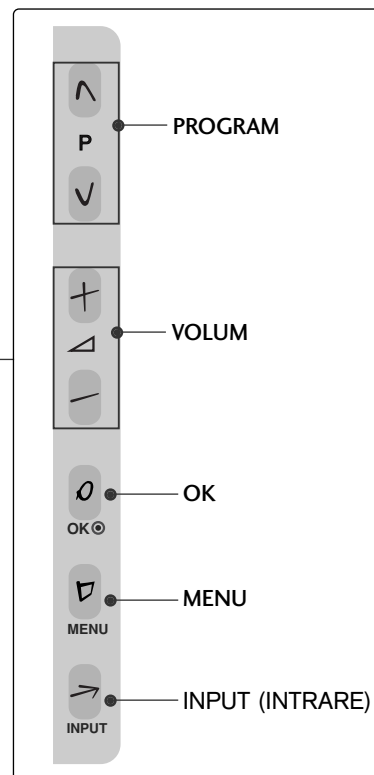 P
PROGRAM
VOLUM
OK
OK
MENU
MENU
INPUT
INPUT (INTRARE)